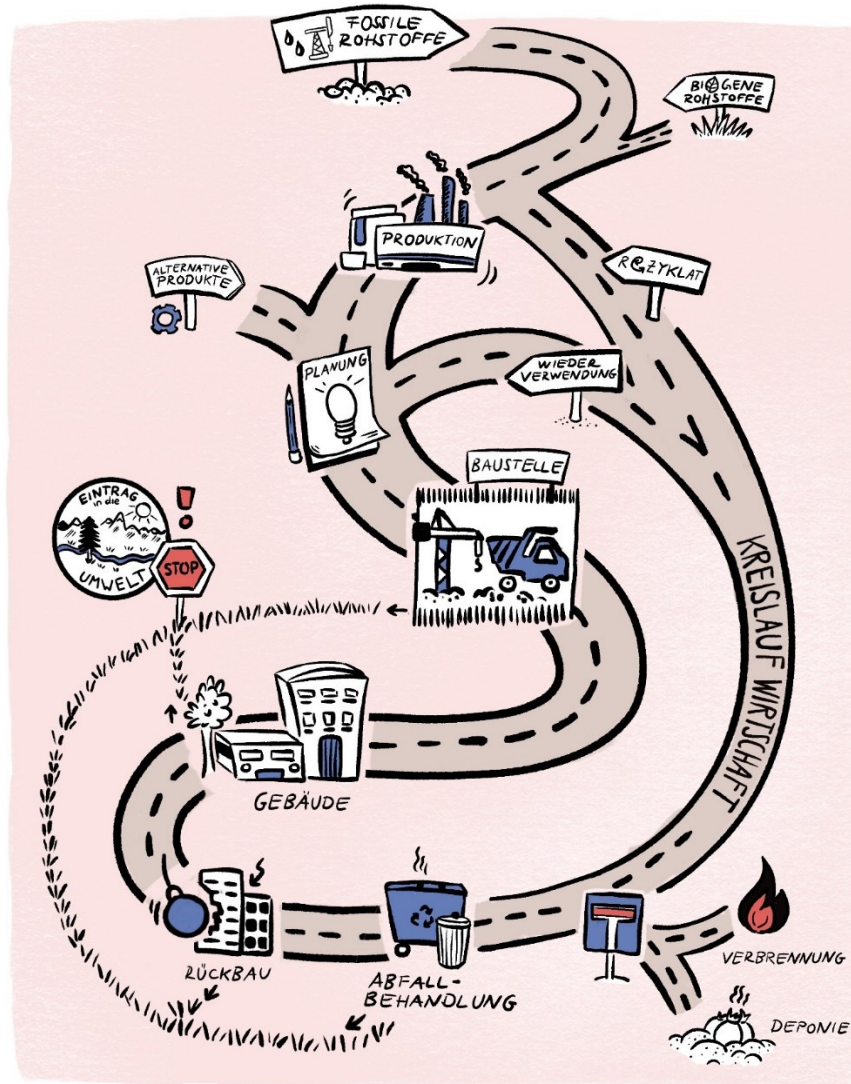 FOSSILE
ROHSTOFFE
BIOGENE
ROHSTOFFE
PRODUKTION
REZYKLAT
ALTERNATIVE
PRODUKTE
WIEDER
VERWENDUNG
PLANUNG
BAUSTELLE
EINTRAG
in die
UMWELT
STOP
KREISLAUF WIRTSCHAFT
GEBÄUDE
RÜCKBAU
ABFALL-
BEHANDLUNG
VERBRENNUNG
DEPONIE